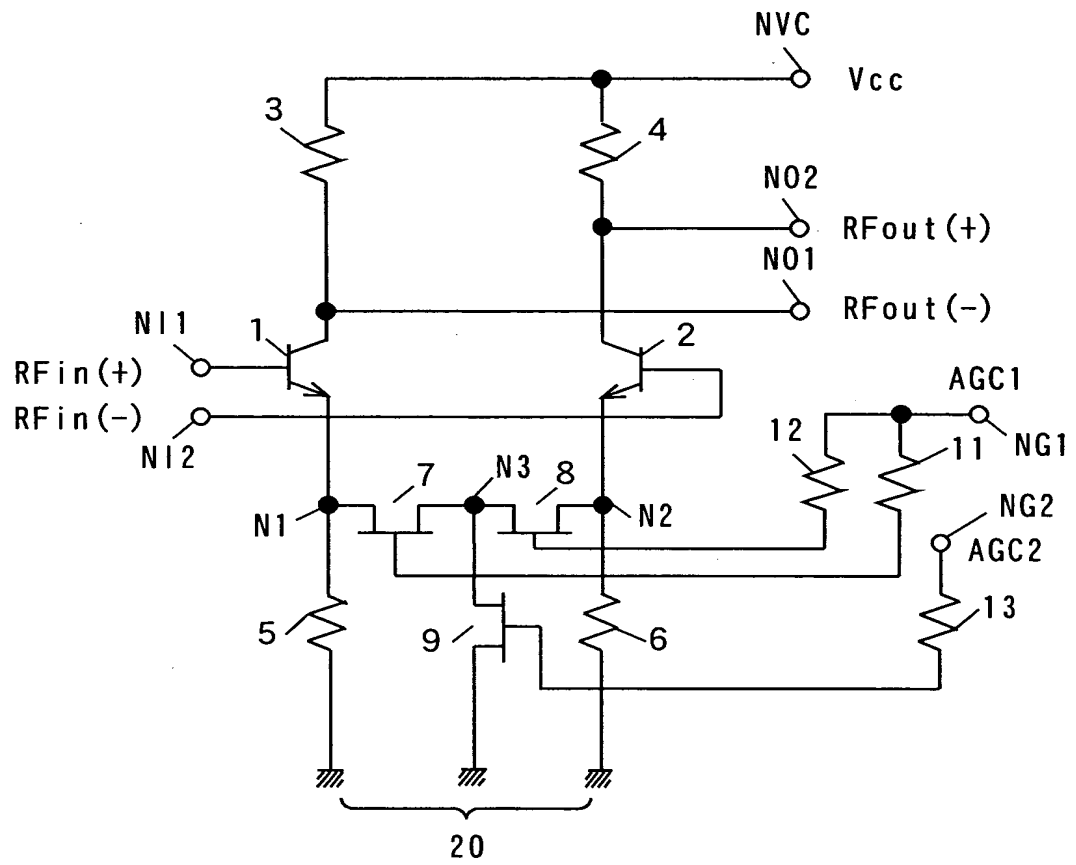 NVC
Vcc
3
4
NO2
RFout(+)
NO1
RFout(-)
NI1
1
2
RFin(+)
AGC1
RFin(-)
NI2
12
11
NG1
7
N3
8
N1
N2
NG2
AGC2
5
9
6
13
20